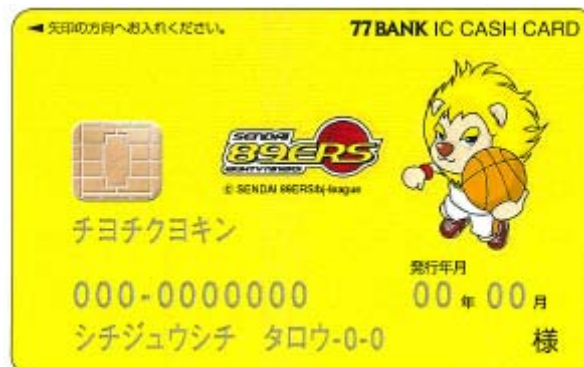 ◄ 矢印の方向へお入れください。 77 BANK IC CASH CARD
SENDAI
89ERS
© SENDAI 89ERS/bj-league
チヨチクヨキン
発行年月
000-0000000 00年00月
シチジュウシチ タロウ-0-0 様